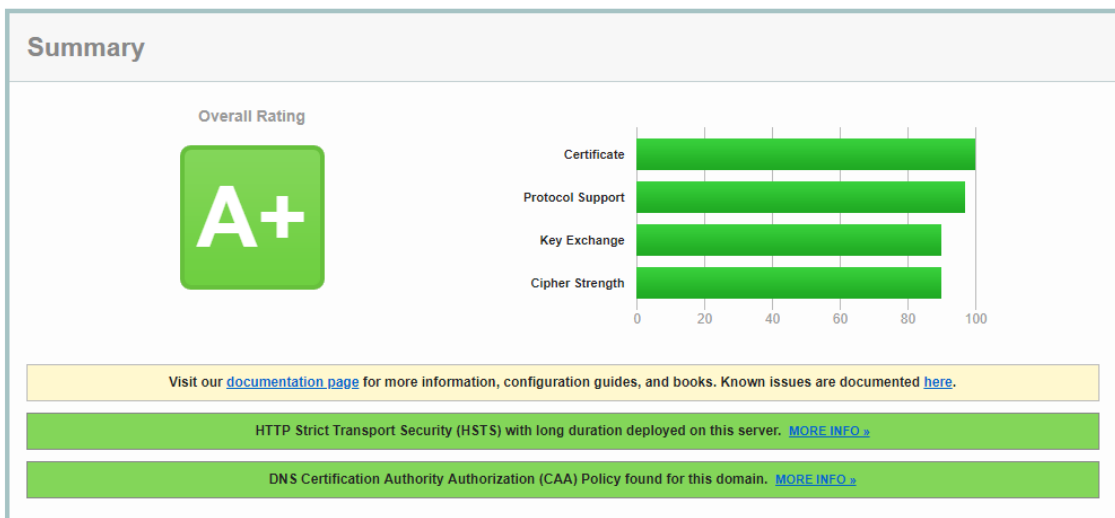 Summary
Overall Rating
A+
Certificate
Protocol Support
Key Exchange
Cipher Strength
0 20 40 60 80 100
Visit our documentation page for more information, configuration guides, and books. Known issues are documented here.
HTTP Strict Transport Security (HSTS) with long duration deployed on this server. MORE INFO »
DNS Certification Authority Authorization (CAA) Policy found for this domain. MORE INFO »